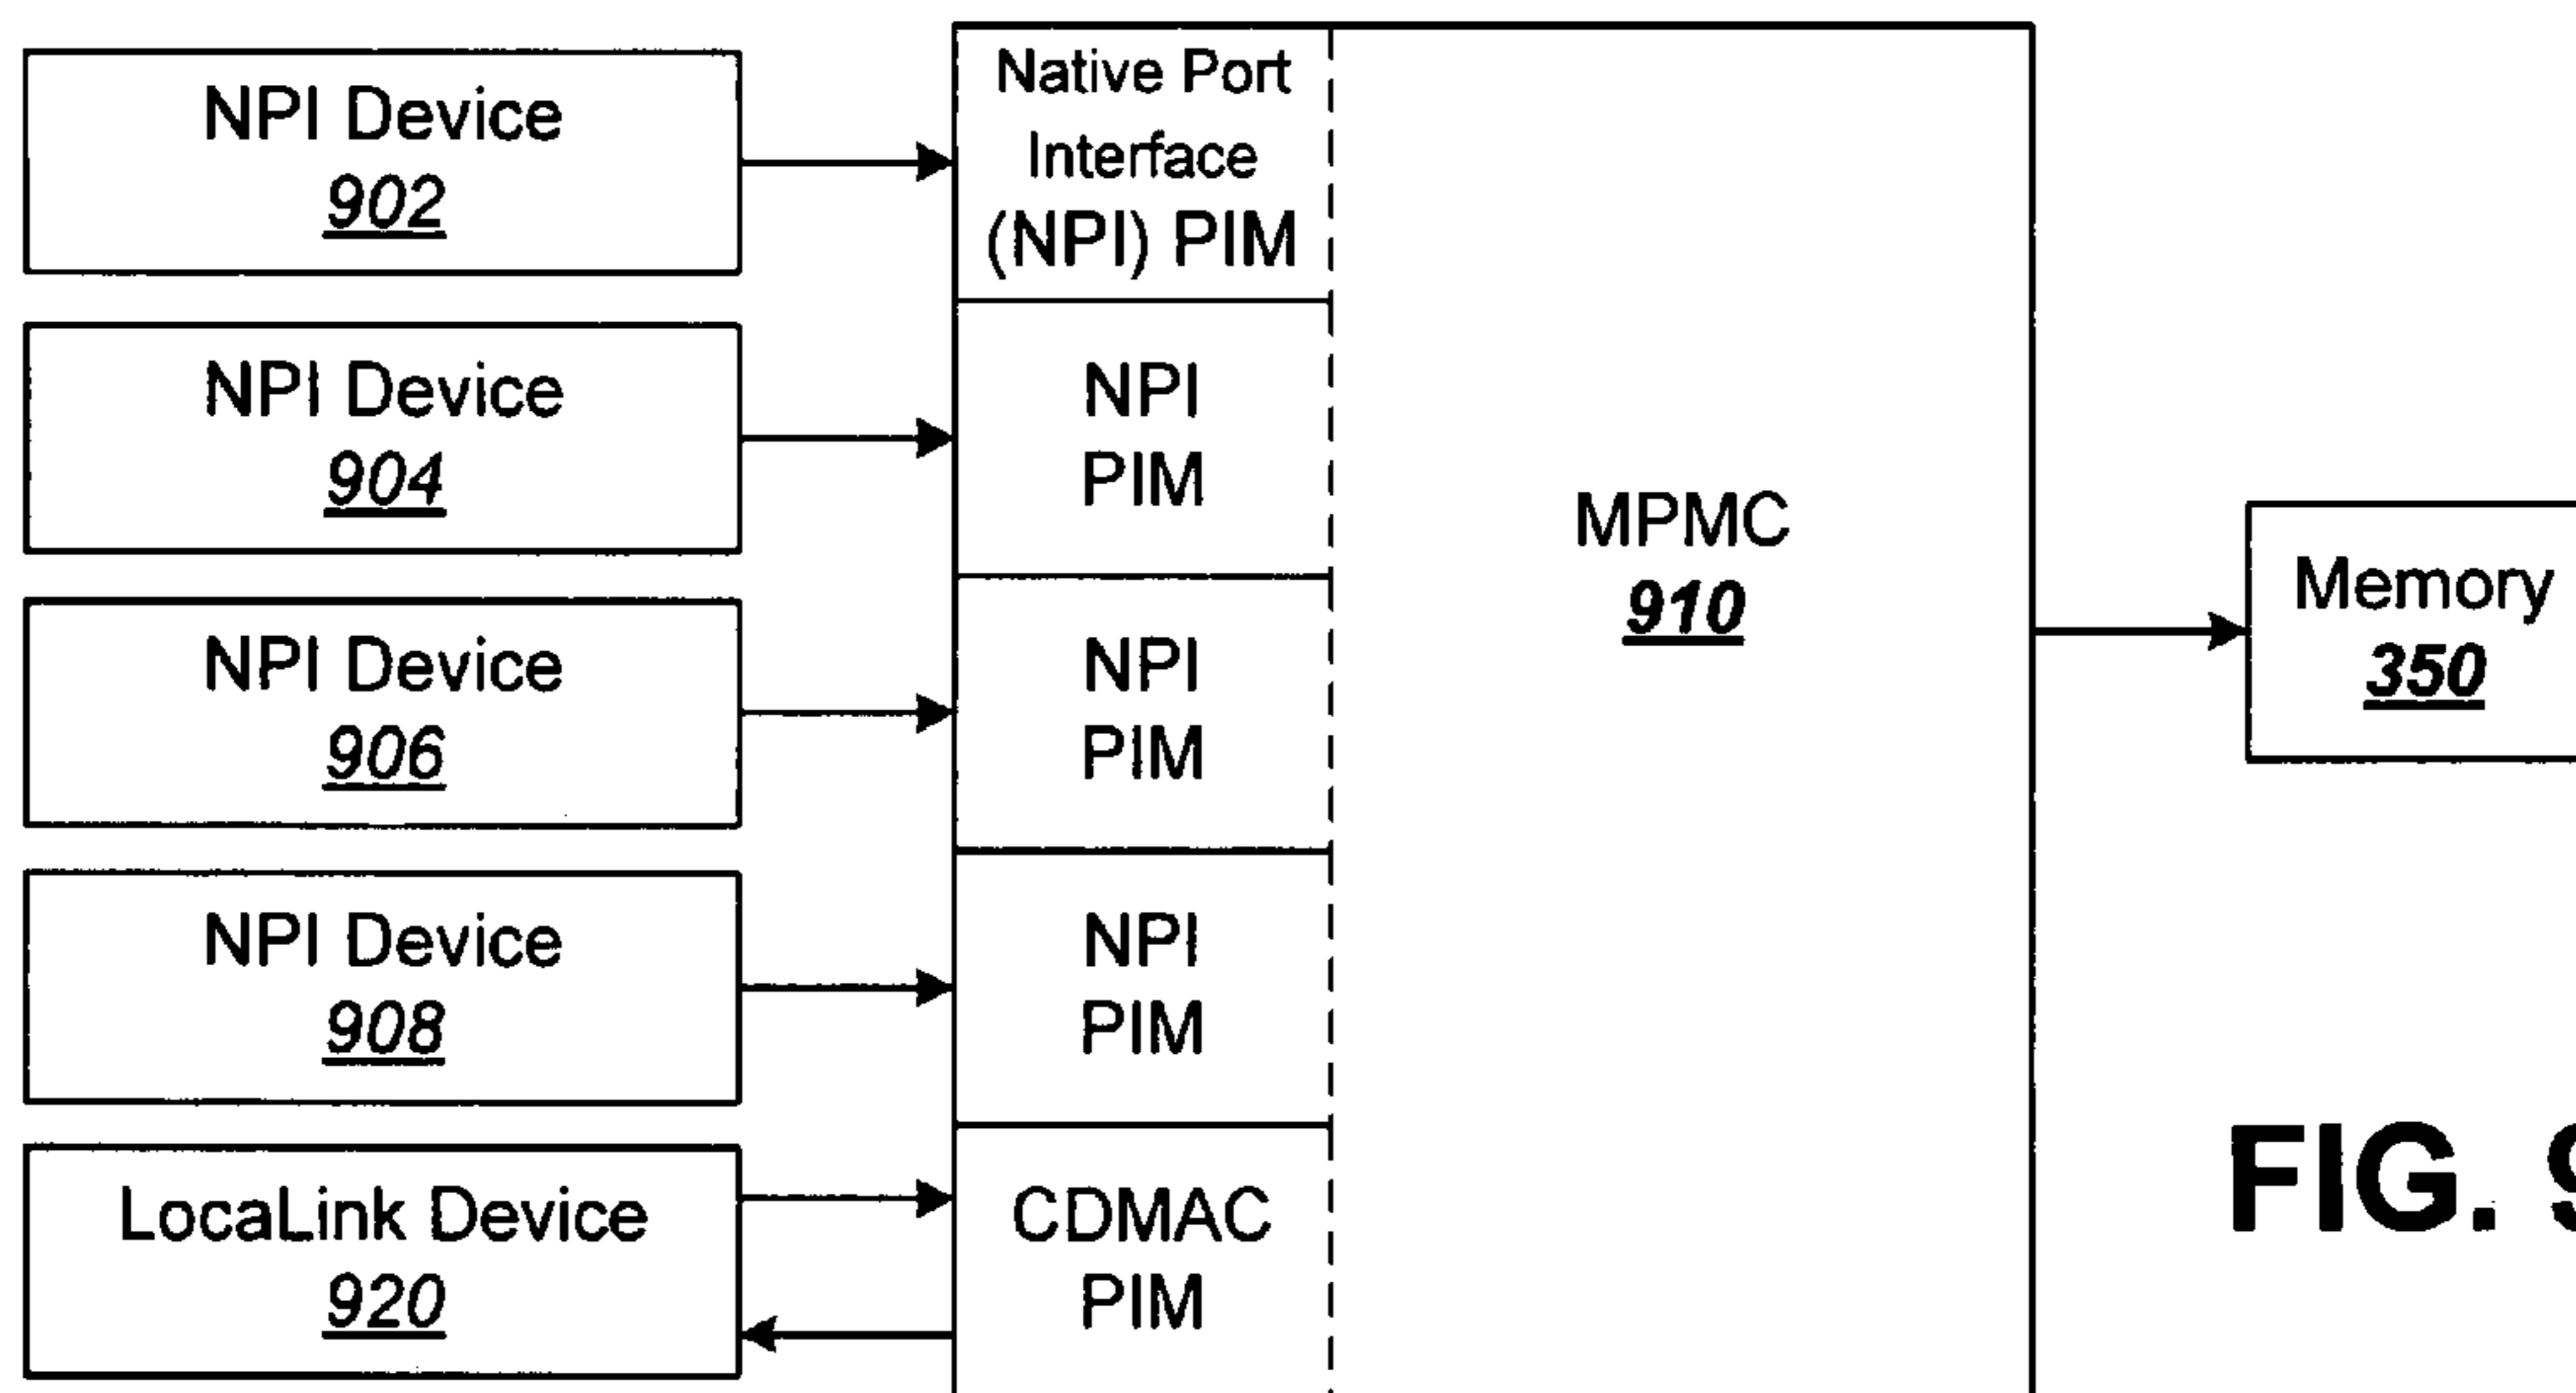 NPI Device
902
NPI Device
904
NPI Device
906
NPI Device
908
LocaLink Device
920
Native Port
Interface
(NPI) PIM
NPI
PIM
NPI
PIM
NPI
PIM
CDMAC
PIM
MPMC
910
Memory
350
FIG. 9